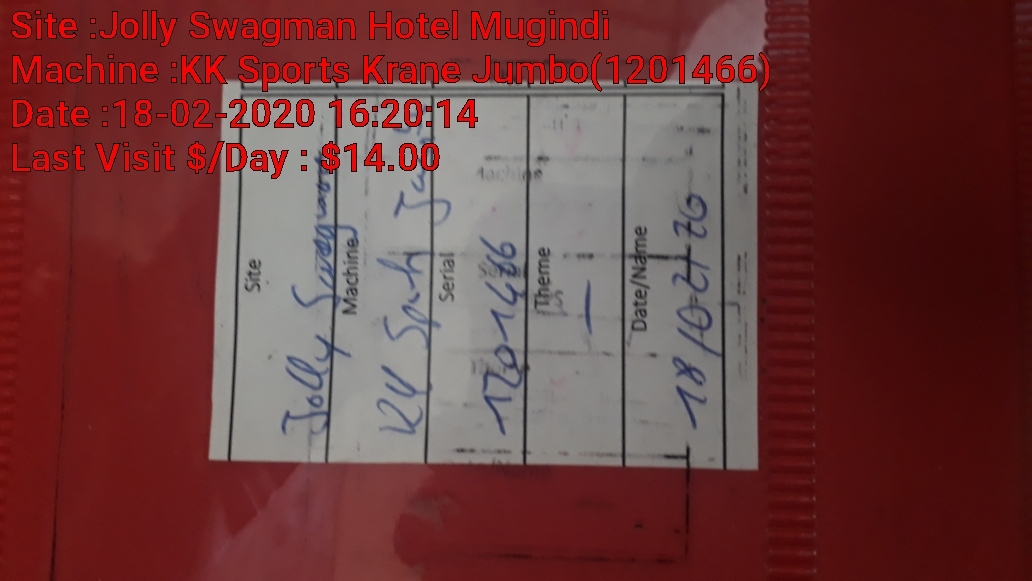 Site :Jolly Swagman Hotel Mugindi
Machine :KK Sports Krane Jumbo(1201466)
Date :18-02-2020 16:20:14
Last Visit $/Day : $14.00
Site
Jolly Swagman
Machine
KK Sports
Serial
1201466
Theme
—
Date/Name